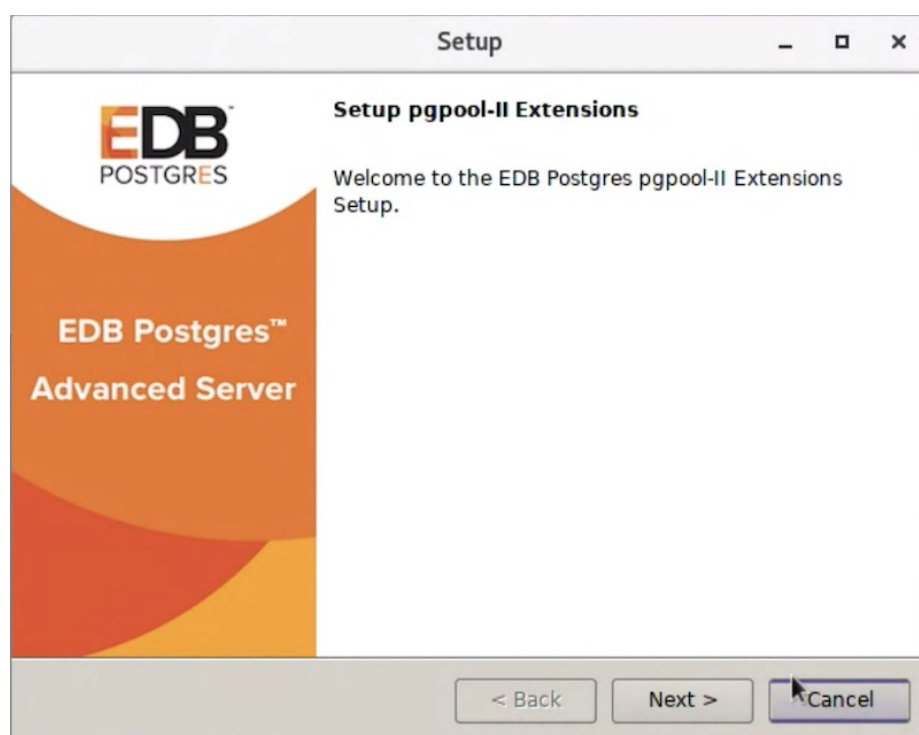 Setup
EDB
POSTGRES
EDB Postgres™
Advanced Server
Setup pgpool-II Extensions
Welcome to the EDB Postgres pgpool-II Extensions
Setup.
< Back
Next >
Cancel